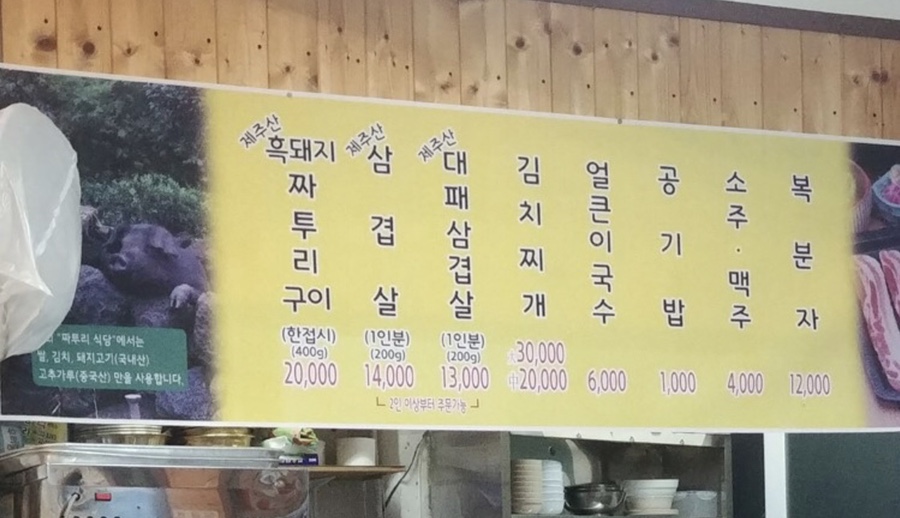 제주산
흑돼지
짜투리
구이
(한접시)
(400g)
20,000
제주산
삼겹살
(1인분)
(200g)
14,000
제주산
대패삼겹살
(1인분)
(200g)
13,000
2인 이상부터 주문가능
김치찌개
大30,000
中20,000
얼큰이국수
6,000
공기밥
1,000
소주·맥주
4,000
복분자
12,000
"짜투리 식당"에서는
쌀, 김치, 돼지고기(국내산)
고추가루(중국산) 만을 사용합니다.